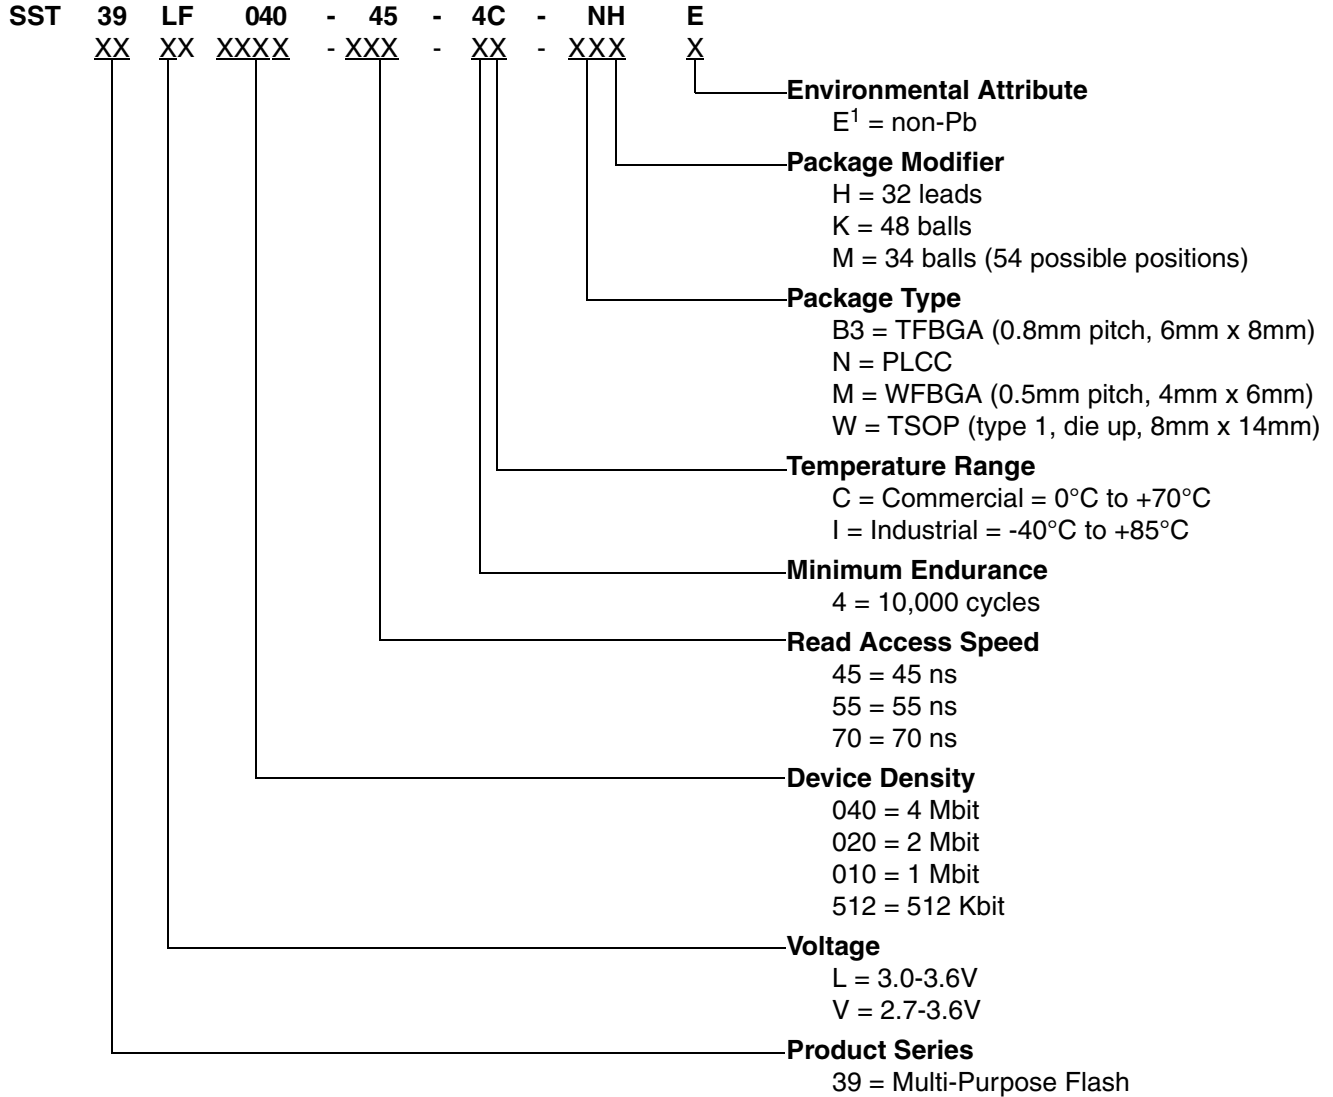 SST 39 LF 040 - 45 - 4C - NH E
XX XX XXXX - XXX - XX - XXX X
Environmental Attribute
E1 = non-Pb
Package Modifier
H = 32 leads
K = 48 balls
M = 34 balls (54 possible positions)
Package Type
B3 = TFBGA (0.8mm pitch, 6mm x 8mm)
N = PLCC
M = WFBGA (0.5mm pitch, 4mm x 6mm)
W = TSOP (type 1, die up, 8mm x 14mm)
Temperature Range
C = Commercial = 0°C to +70°C
I = Industrial = -40°C to +85°C
Minimum Endurance
4 = 10,000 cycles
Read Access Speed
45 = 45 ns
55 = 55 ns
70 = 70 ns
Device Density
040 = 4 Mbit
020 = 2 Mbit
010 = 1 Mbit
512 = 512 Kbit
Voltage
L = 3.0-3.6V
V = 2.7-3.6V
Product Series
39 = Multi-Purpose Flash